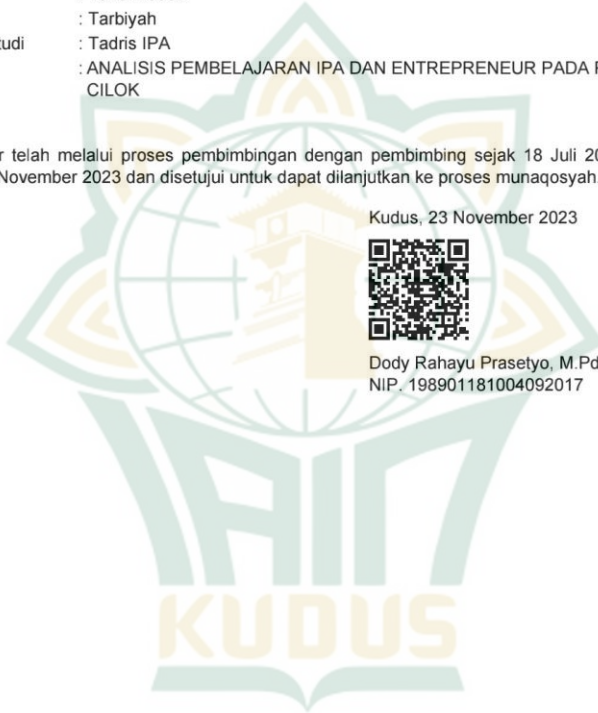 : Tarbiyah
tudi : Tadris IPA
: ANALISIS PEMBELAJARAN IPA DAN ENTREPRENEUR PADA
CILOK
r telah melalui proses pembimbingan dengan pembimbing sejak 18 Juli 20
November 2023 dan disetujui untuk dapat dilanjutkan ke proses munaqosyah.
Kudus, 23 November 2023
Dody Rahayu Prasetyo, M.Pd
NIP. 198901181004092017
IAIN
KUDUS